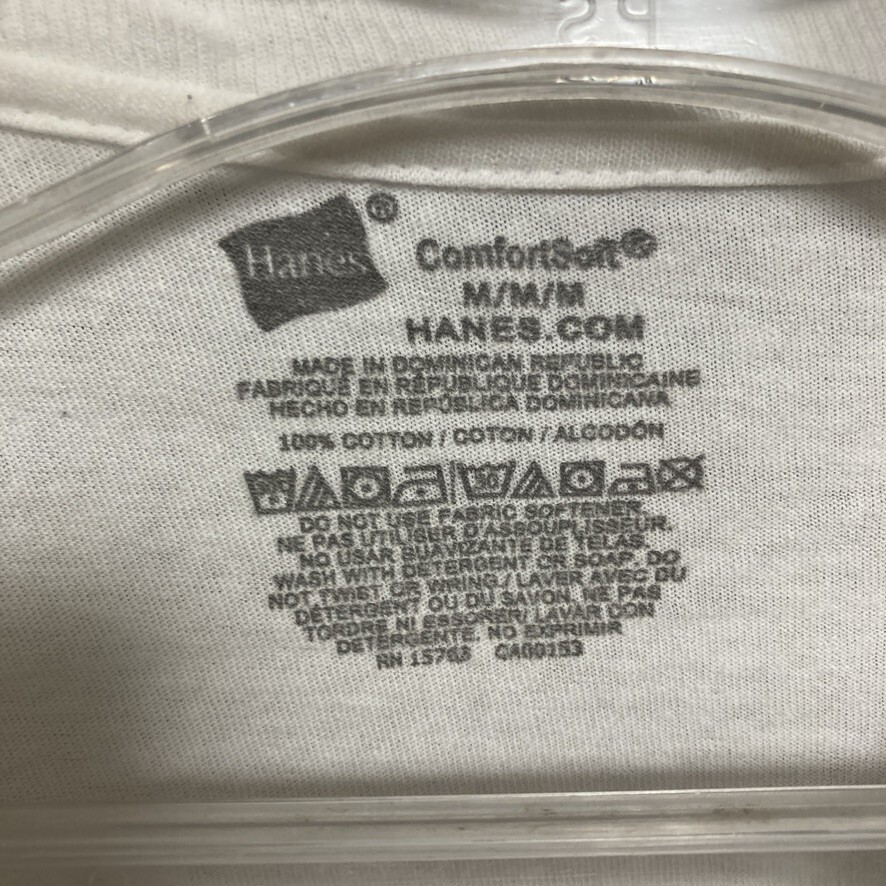 Hanes®
ComfortSoft®
M/M/M
HANES.COM
MADE IN DOMINICAN REPUBLIC
FABRIQUÉ EN RÉPUBLIQUE DOMINICAINE
HECHO EN REPÚBLICA DOMINICANA
100% COTTON / COTON / ALGODÓN
DO NOT USE FABRIC SOFTENER.
NE PAS UTILISER D'ASSOUPLISSEUR.
NO USAR SUAVIZANTE DE TELAS.
WASH WITH DETERGENT OR SOAP. DO
NOT TWIST OR WRING / LAVER AVEC DU
DÉTERGENT OU DU SAVON. NE PAS
TORDRE NI ESSORER/ LAVAR CON
DETERGENTE. NO EXPRIMIR
RN 15763